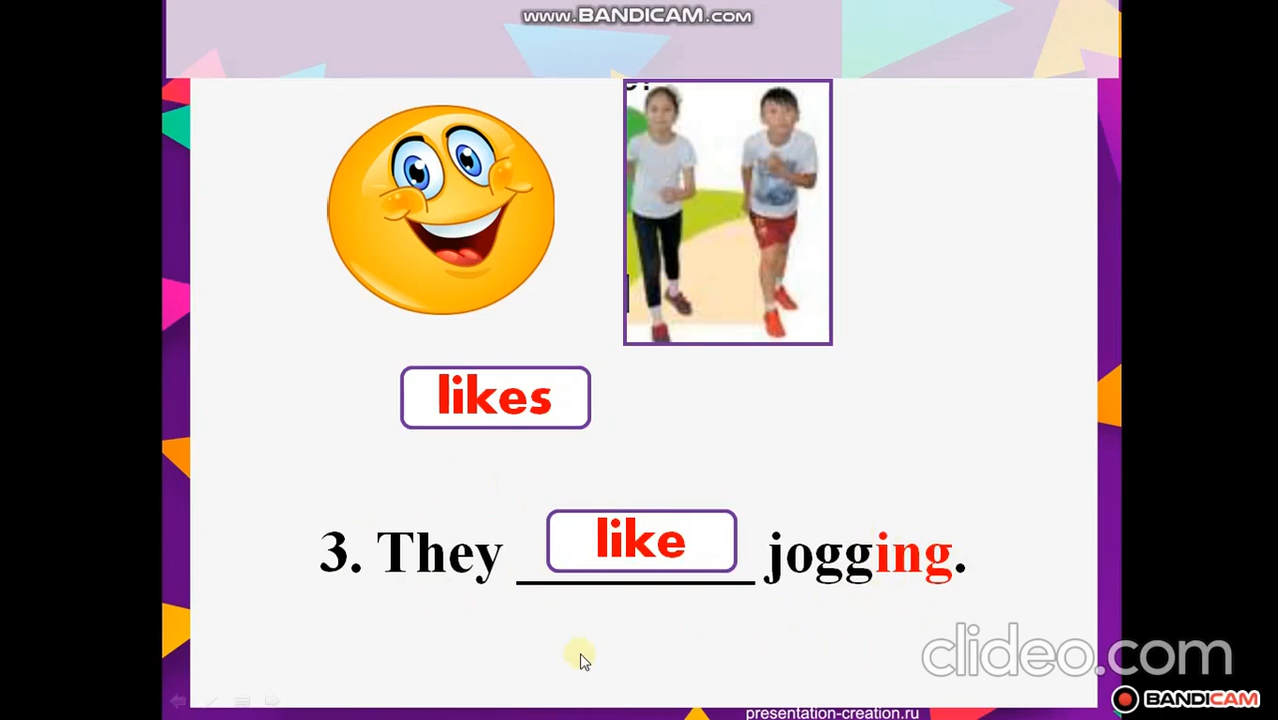 www.BANDICAM.com
likes
3. They like jogging.
clideo.com
BANDICAM
presentation-creation.ru